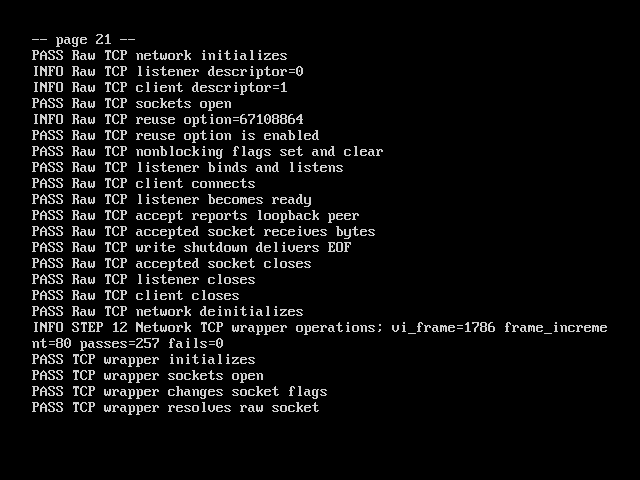 -- page 21 --
PASS Raw TCP network initializes
INFO Raw TCP listener descriptor=0
INFO Raw TCP client descriptor=1
PASS Raw TCP sockets open
INFO Raw TCP reuse option=67108864
PASS Raw TCP reuse option is enabled
PASS Raw TCP nonblocking flags set and clear
PASS Raw TCP listener binds and listens
PASS Raw TCP client connects
PASS Raw TCP listener becomes ready
PASS Raw TCP accept reports loopback peer
PASS Raw TCP accepted socket receives bytes
PASS Raw TCP write shutdown delivers EOF
PASS Raw TCP accepted socket closes
PASS Raw TCP listener closes
PASS Raw TCP client closes
PASS Raw TCP network deinitializes
INFO STEP 12 Network TCP wrapper operations; vi_frame=1786 frame_increme
nt=80 passes=257 fails=0
PASS TCP wrapper initializes
PASS TCP wrapper sockets open
PASS TCP wrapper changes socket flags
PASS TCP wrapper resolves raw socket